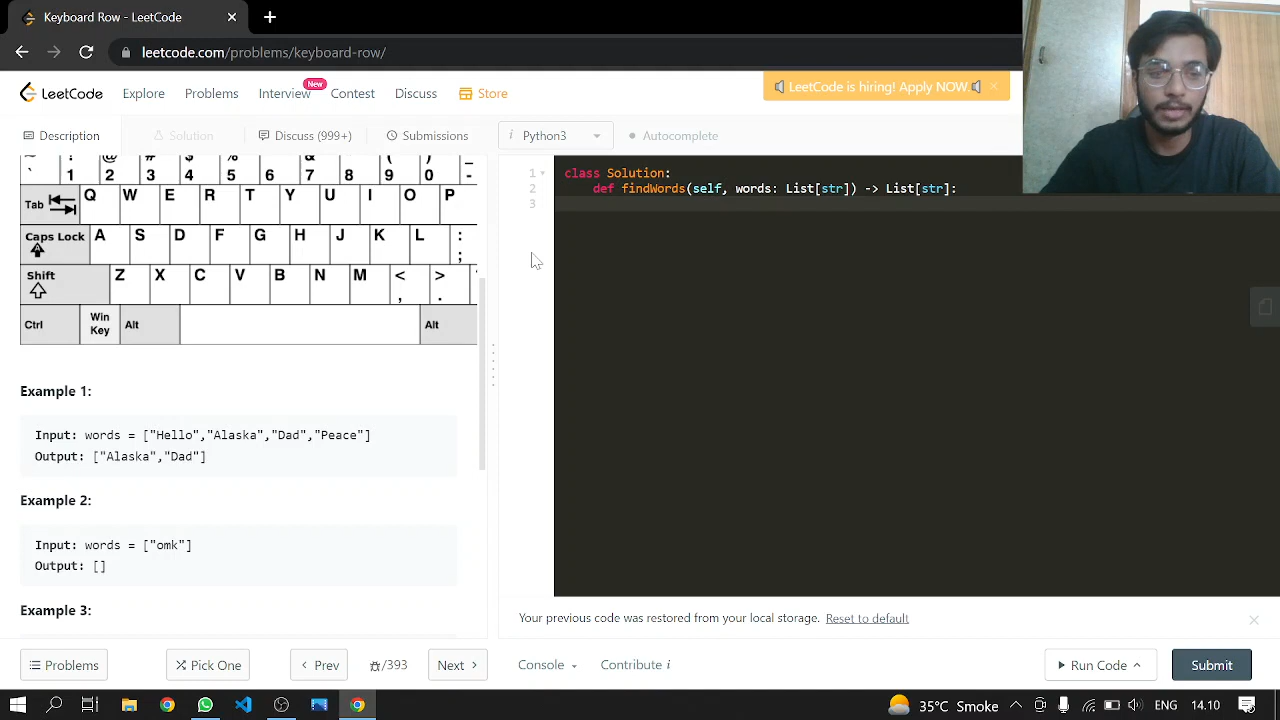 Keyboard Row - LeetCode
leetcode.com/problems/keyboard-row/
LeetCode
Explore
Problems
New
Interview
Contest
Discuss
Store
LeetCode is hiring! Apply NOW.
Description
Solution
Discuss (999+)
Submissions
i Python3
Autocomplete
~ ! @ # $ % ^ & * ( ) _
` 1 2 3 4 5 6 7 8 9 0 -
Tab Q W E R T Y U I O P
Caps Lock A S D F G H J K L : ;
Shift Z X C V B N M < , > .
Ctrl Win Key Alt Alt
Example 1:
Input: words = ["Hello","Alaska","Dad","Peace"]
Output: ["Alaska","Dad"]
Example 2:
Input: words = ["omk"]
Output: []
Example 3:
1 class Solution:
2 def findWords(self, words: List[str]) -> List[str]:
3
Your previous code was restored from your local storage. Reset to default
Problems
Pick One
Prev
/393
Next
Console
Contribute i
Run Code
Submit
35°C Smoke
ENG
14.10